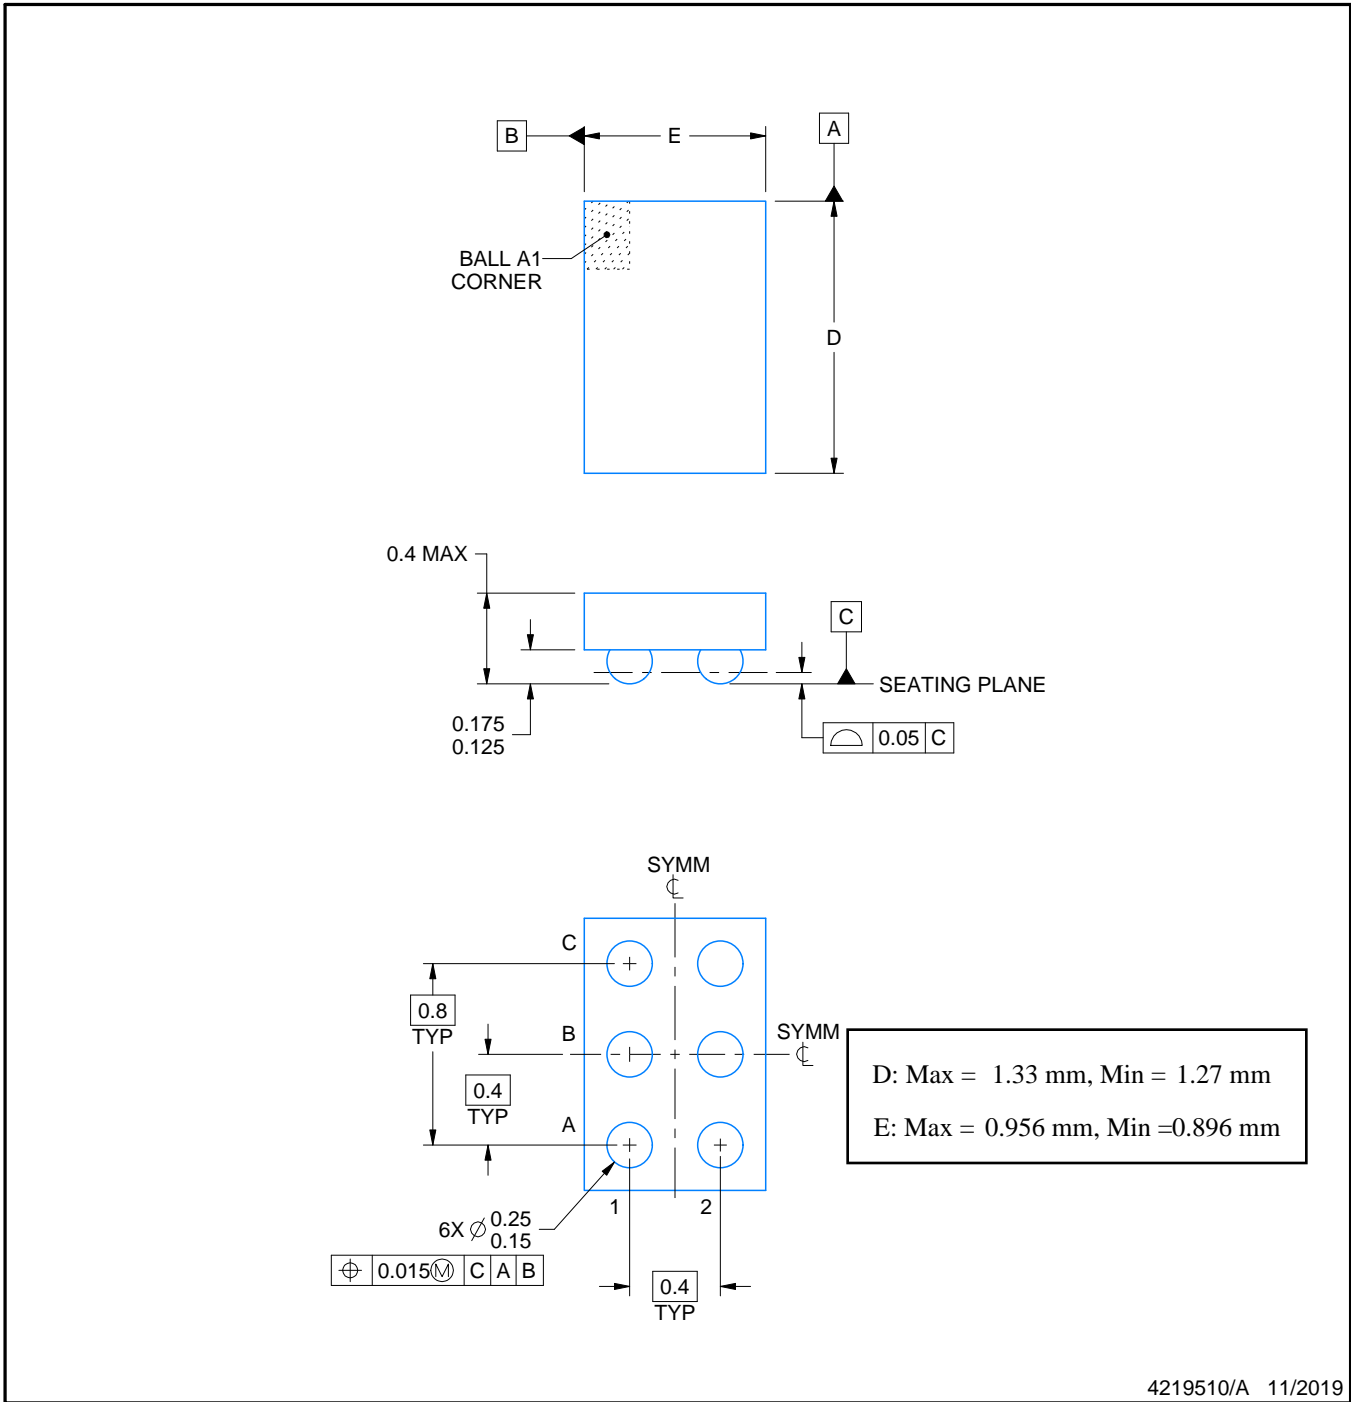 B
E
A
BALL A1
CORNER
D
0.4 MAX
C
SEATING PLANE
0.175
0.125
0.05 C
SYMM
℄
C
0.8
TYP
B
SYMM
℄
0.4
TYP
A
D: Max = 1.33 mm, Min = 1.27 mm
E: Max = 0.956 mm, Min =0.896 mm
1 2
6X ⌀ 0.25
0.15
⌖ 0.015Ⓜ C A B
0.4
TYP
4219510/A 11/2019